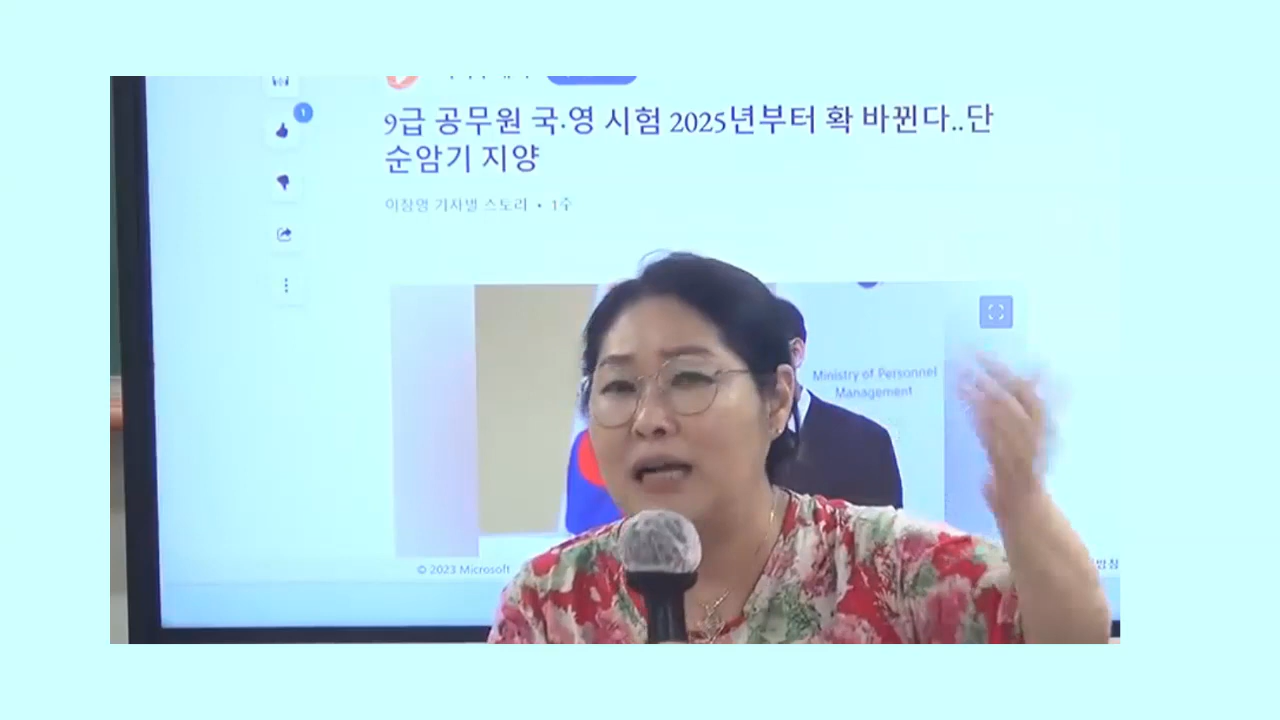 1
9급 공무원 국·영 시험 2025년부터 확 바뀐다..단
순암기 지양
이창명 기자별 스토리 • 1주
Ministry of Personnel
Management
© 2023 Microsoft